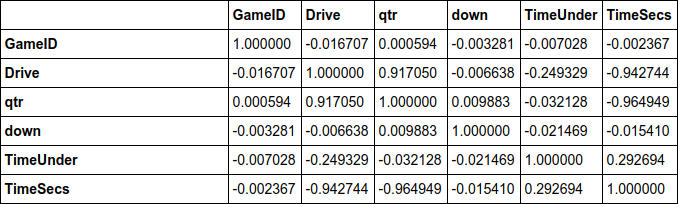 GameID Drive qtr down TimeUnder TimeSecs
GameID 1.000000 -0.016707 0.000594 -0.003281 -0.007028 -0.002367
Drive -0.016707 1.000000 0.917050 -0.006638 -0.249329 -0.942744
qtr 0.000594 0.917050 1.000000 0.009883 -0.032128 -0.964949
down -0.003281 -0.006638 0.009883 1.000000 -0.021469 -0.015410
TimeUnder -0.007028 -0.249329 -0.032128 -0.021469 1.000000 0.292694
TimeSecs -0.002367 -0.942744 -0.964949 -0.015410 0.292694 1.000000